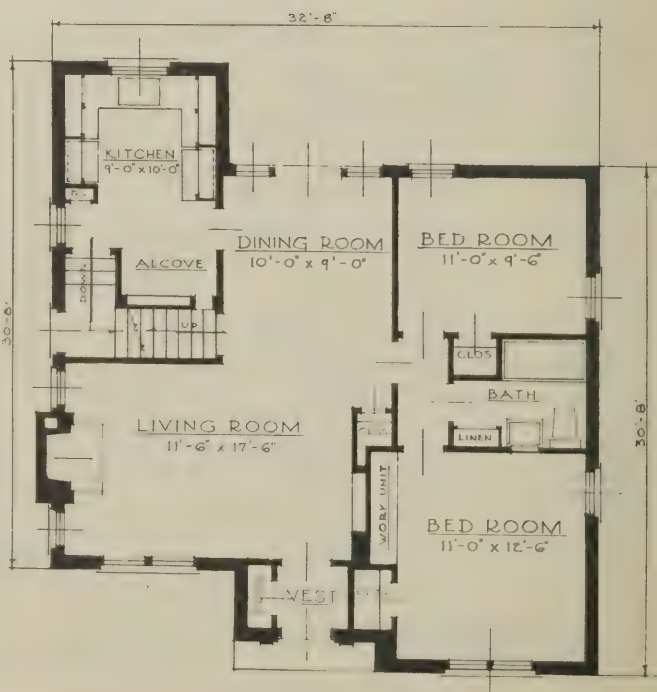 32'-8"
KITCHEN
9'-0" x 10'-0"
DINING ROOM
10'-0" x 9'-0"
BED ROOM
11'-0" x 9'-6"
ALCOVE
DOWN
UP
30'-8"
CLOS
BATH
LIVING ROOM
11'-6" x 17'-6"
CLOS
LINEN
30'-8"
WORK UNIT
BED ROOM
11'-0" x 12'-6"
VEST